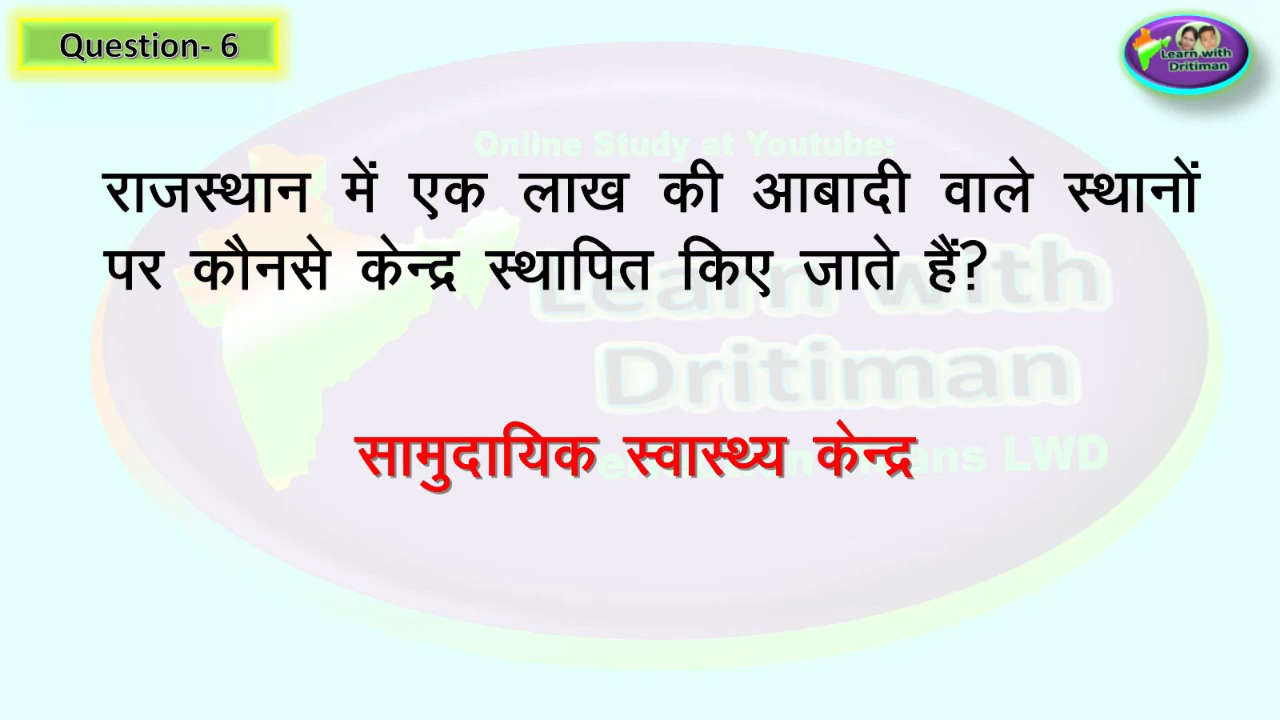 Question- 6
Learn with
Dritiman
Online Study at Youtube:
राजस्थान में एक लाख की आबादी वाले स्थानों
पर कौनसे केन्द्र स्थापित किए जाते हैं?
Learn with
Dritiman
सामुदायिक स्वास्थ्य केन्द्र
LWD